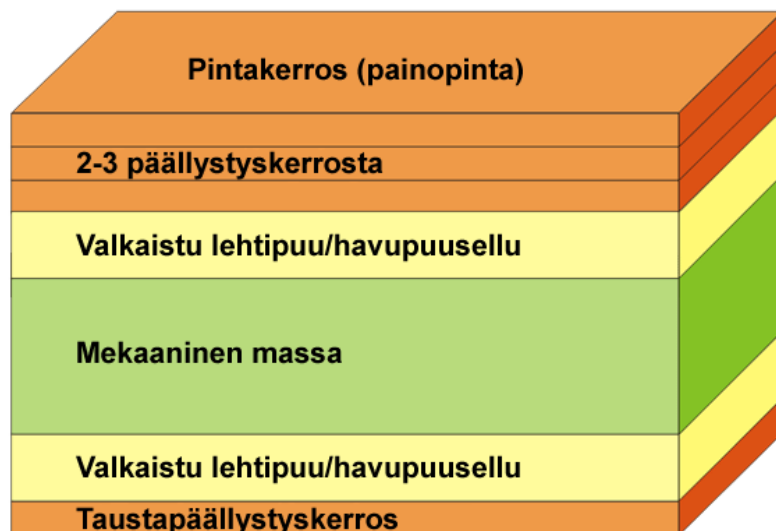 Pintakerros (painopinta)
2-3 päällystyskerrosta
Valkaistu lehtipuu/havupuusellu
Mekaaninen massa
Valkaistu lehtipuu/havupuusellu
Taustapäällystyskerros